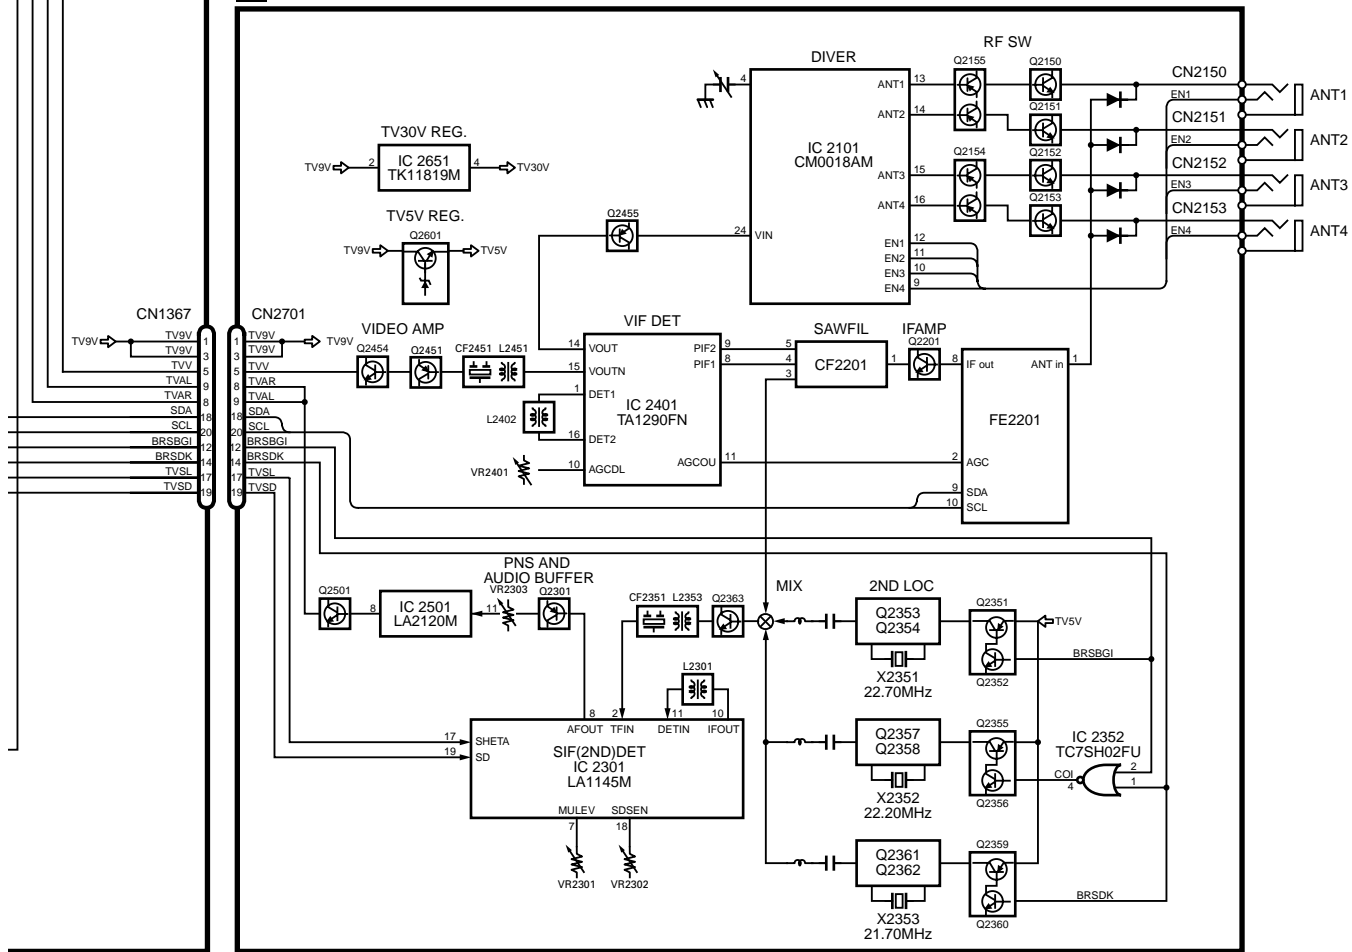 RF SW
DIVER
Q2155
Q2150
CN2150
4
ANT1
13
EN1
ANT1
ANT2
14
Q2151
CN2151
TV30V REG.
IC 2101
CM0018AM
EN2
ANT2
TV9V
2
IC 2651
TK11819M
4
TV30V
Q2154
Q2152
CN2152
ANT3
15
EN3
ANT3
TV5V REG.
Q2601
Q2455
Q2153
CN2153
ANT4
16
24
VIN
EN4
ANT4
TV9V
TV5V
EN1
12
EN2
11
EN3
10
EN4
9
CN1367
CN2701
VIDEO AMP
VIF DET
SAWFIL
IFAMP
TV9V
TV9V
1
1
TV9V
TV9V
TV9V
3
3
TV9V
Q2454
Q2451
CF2451
L2451
14
VOUT
PIF2
9
5
Q2201
TVV
5
5
TVV
15
VOUTN
PIF1
8
4
CF2201
1
8
IF out
ANT in
1
3
TVAL
9
8
TVAR
1
DET1
TVAR
8
9
TVAL
IC 2401
TA1290FN
FE2201
SDA
18
18
SDA
L2402
SCL
20
20
SCL
16
DET2
BRSBGI
12
12
BRSBGI
BRSDK
14
14
BRSDK
VR2401
10
AGCDL
AGCOU
11
2
AGC
TVSL
17
17
TVSL
TVSD
19
19
TVSD
9
SDA
10
SCL
PNS AND
AUDIO BUFFER
MIX
2ND LOC
Q2501
VR2303
Q2301
CF2351
L2353
Q2363
Q2351
8
IC 2501
LA2120M
11
Q2353
Q2354
TV5V
BRSBGI
X2351
22.70MHz
Q2352
L2301
8
2
11
10
AFOUT
TFIN
DETIN
IFOUT
Q2355
17
SHETA
19
SD
SIF(2ND)DET
IC 2301
LA1145M
Q2357
Q2358
IC 2352
TC7SH02FU
COI
4
2
1
X2352
22.20MHz
Q2356
MULEV
SDSEN
7
18
Q2359
VR2301
VR2302
Q2361
Q2362
BRSDK
X2353
21.70MHz
Q2360